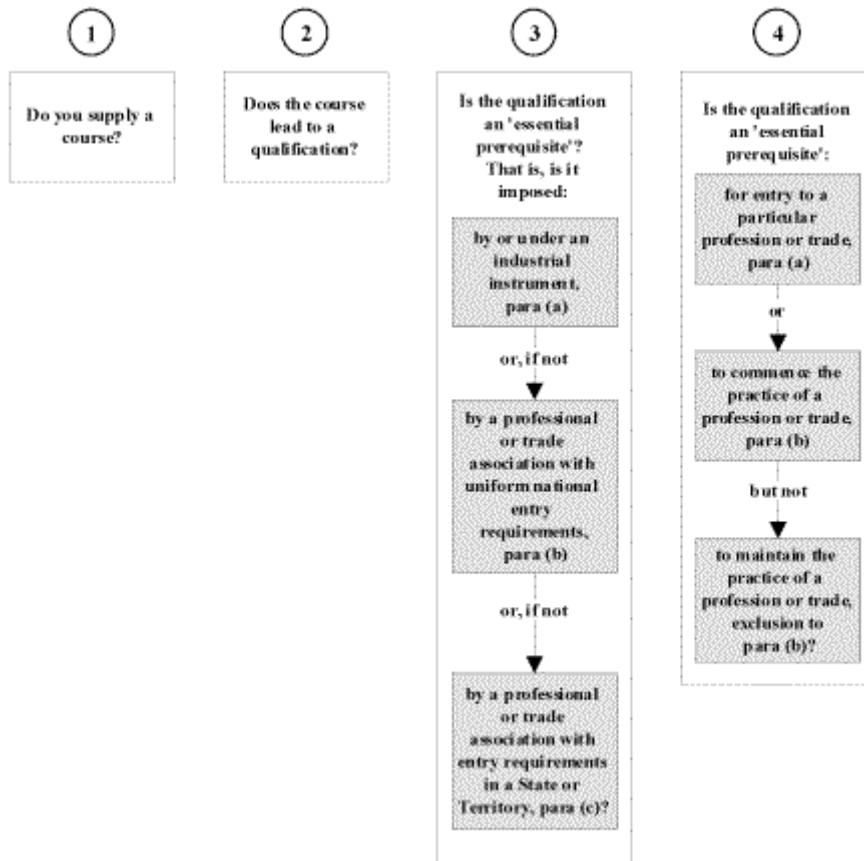 1
Do you supply a
course?
2
Does the course
lead to a
qualification?
3
Is the qualification
an 'essential
prerequisite'?
That is, is it
imposed:
by or under an
industrial
instrument,
para (a)
or, if not
by a professional
or trade
association with
uniform national
entry
requirements,
para (b)
or, if not
by a professional
or trade
association with
entry requirements
in a State or
Territory, para (c)?
4
Is the qualification
an 'essential
prerequisite':
for entry to a
particular
profession or trade,
para (a)
or
to commence the
practice of a
profession or trade,
para (b)
but not
to maintain the
practice of a
profession or trade,
exclusion to
para (b)?